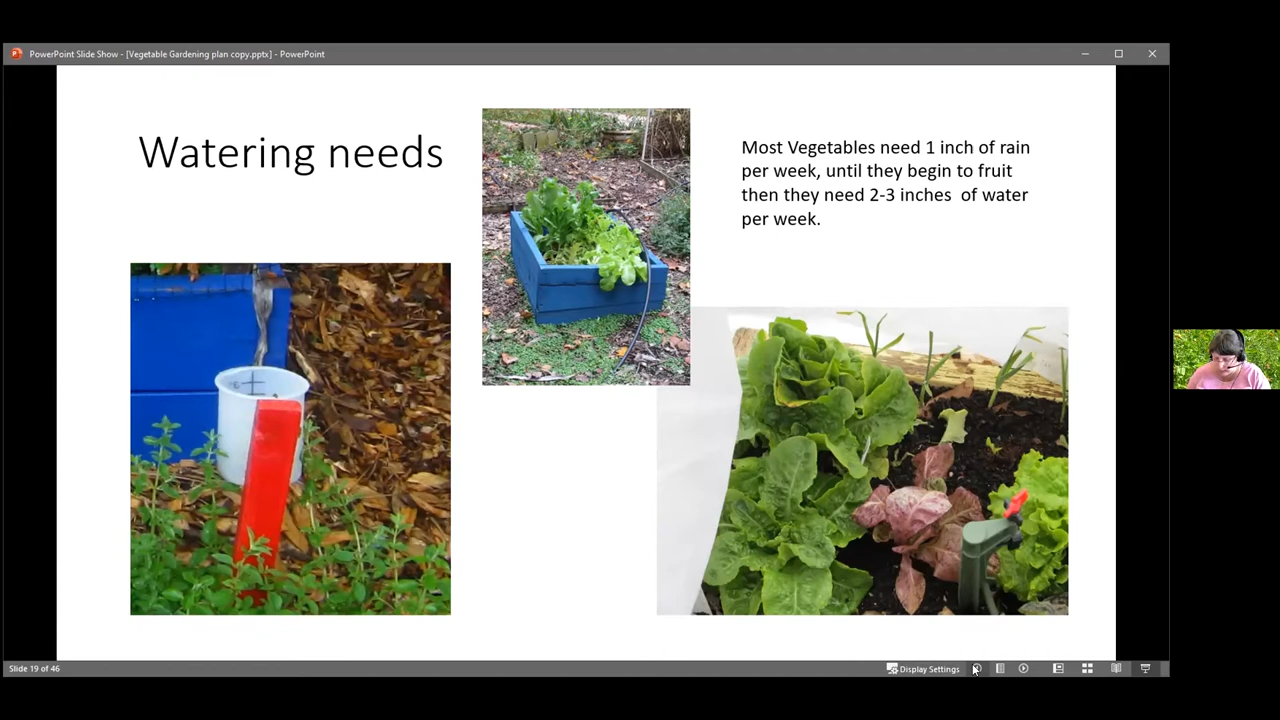 PowerPoint Slide Show - [Vegetable Gardening plan copy.pptx] - PowerPoint
Watering needs
Most Vegetables need 1 inch of rain
per week, until they begin to fruit
then they need 2-3 inches  of water
per week.
Slide 19 of 46
Display Settings